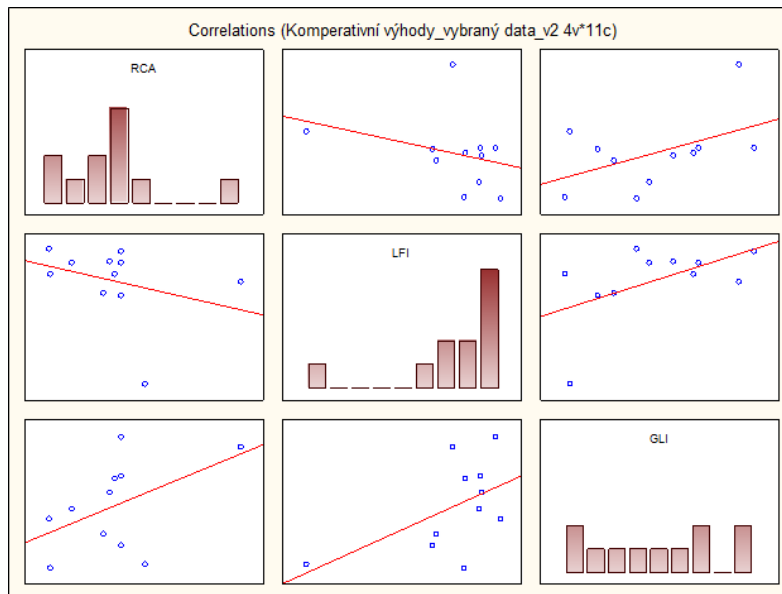 Correlations (Komperativní výhody_vybraný data_v2 4v*11c)
RCA
LFI
GLI